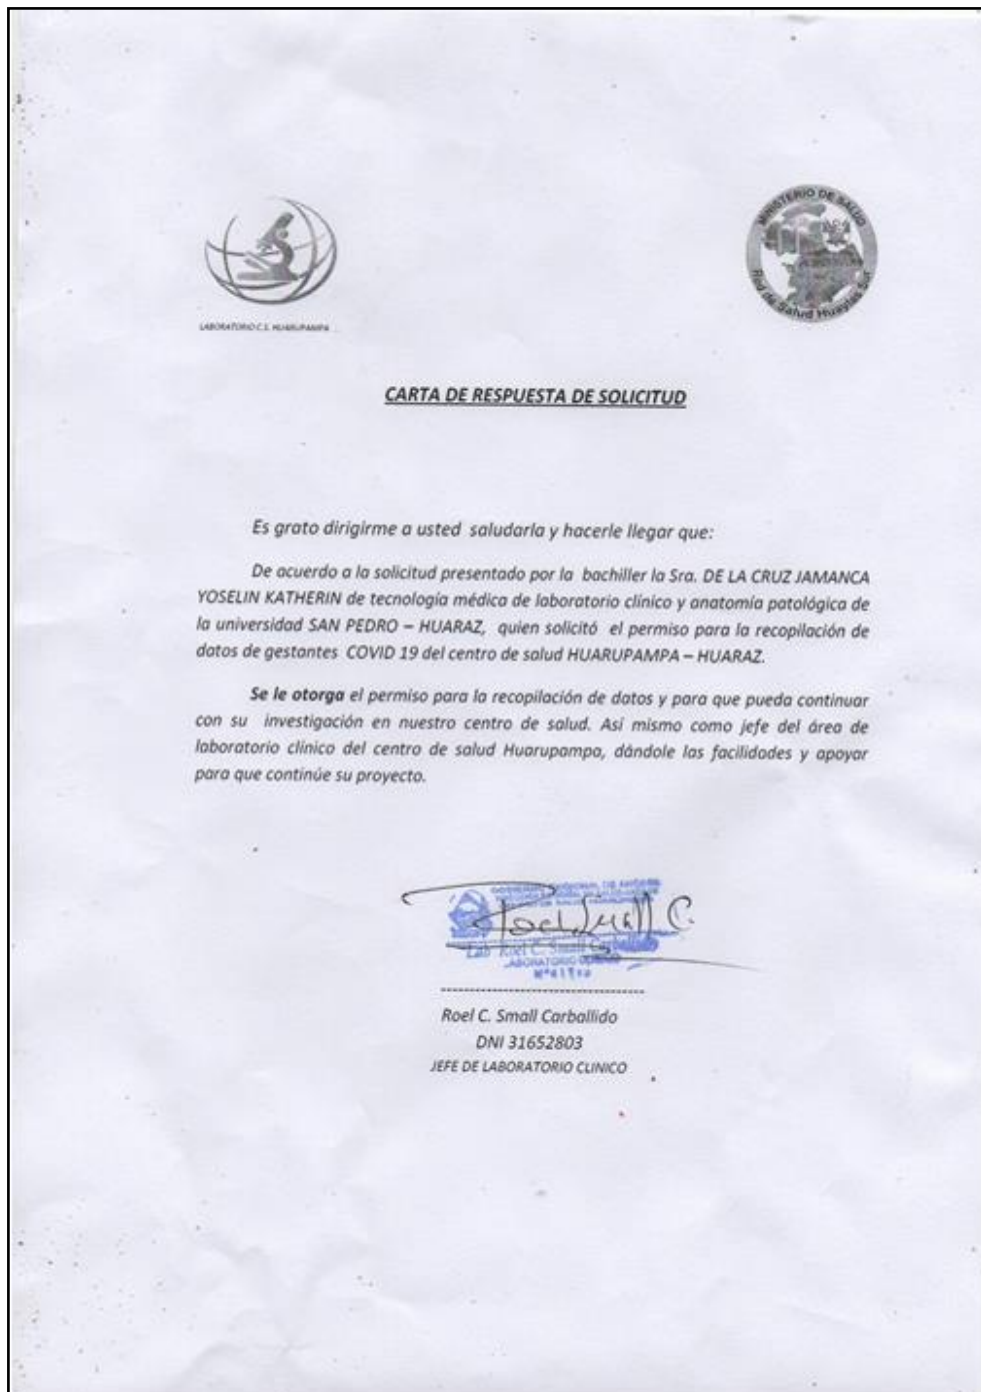 LABORATORIO C.S. HUARUPAMPA
MINISTERIO DE SALUD
Red de Salud Huaylas Sur
CARTA DE RESPUESTA DE SOLICITUD
Es grato dirigirme a usted saludarla y hacerle llegar que:
De acuerdo a la solicitud presentado por la bachiller la Sra. DE LA CRUZ JAMANCA
YOSELIN KATHERIN de tecnología médica de laboratorio clínico y anatomía patológica de
la universidad SAN PEDRO – HUARAZ, quien solicitó el permiso para la recopilación de
datos de gestantes COVID 19 del centro de salud HUARUPAMPA – HUARAZ.
Se le otorga el permiso para la recopilación de datos y para que pueda continuar
con su investigación en nuestro centro de salud. Así mismo como jefe del área de
laboratorio clínico del centro de salud Huarupampa, dándole las facilidades y apoyar
para que continúe su proyecto.
Lab. Roel C. Small Carballido
Roel C. Small Carballido
DNI 31652803
JEFE DE LABORATORIO CLINICO